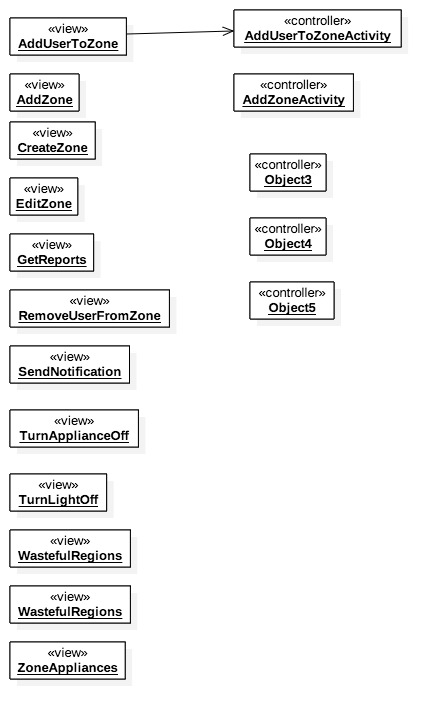 «view»
AddUserToZone
«controller»
AddUserToZoneActivity
«view»
AddZone
«controller»
AddZoneActivity
«view»
CreateZone
«controller»
Object3
«view»
EditZone
«controller»
Object4
«view»
GetReports
«controller»
Object5
«view»
RemoveUserFromZone
«view»
SendNotification
«view»
TurnApplianceOff
«view»
TurnLightOff
«view»
WastefulRegions
«view»
WastefulRegions
«view»
ZoneAppliances